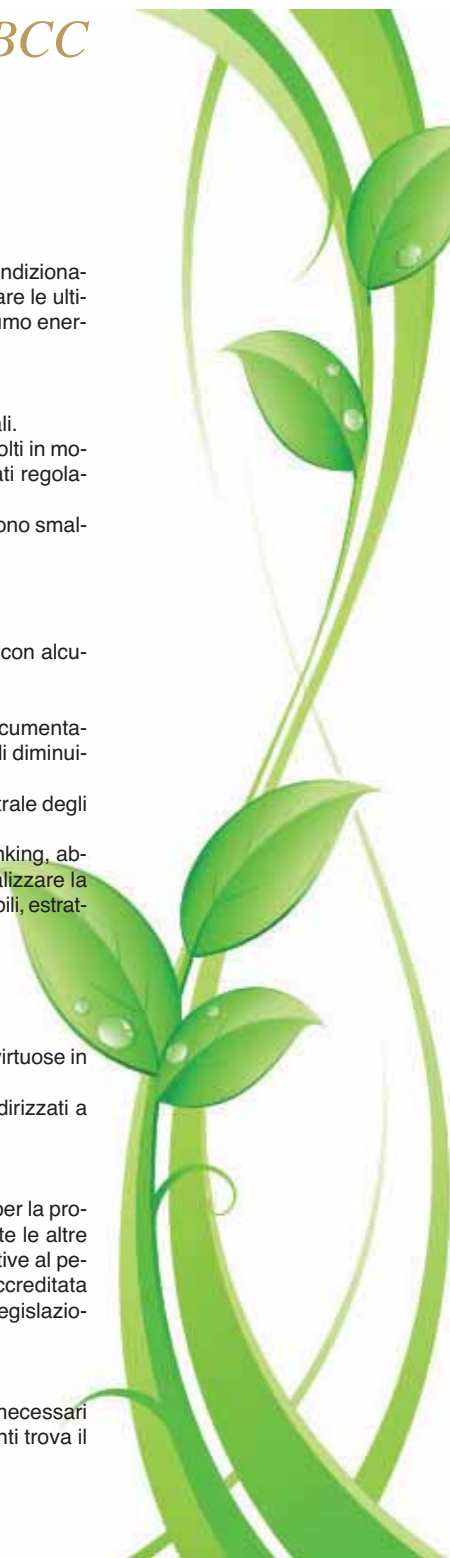 BCC
ndiziona-
are le ulti-
umo ener-
ali.
olti in mo-
ati regola-
ono smal-
con alcu-
cumenta-
di diminui-
trale degli
nking, ab-
alizzare la
bili, estrat-
virtuose in
dirizzati a
per la pro-
te le altre
tive al pe-
ccreditata
egislazio-
necessari
nti trova il